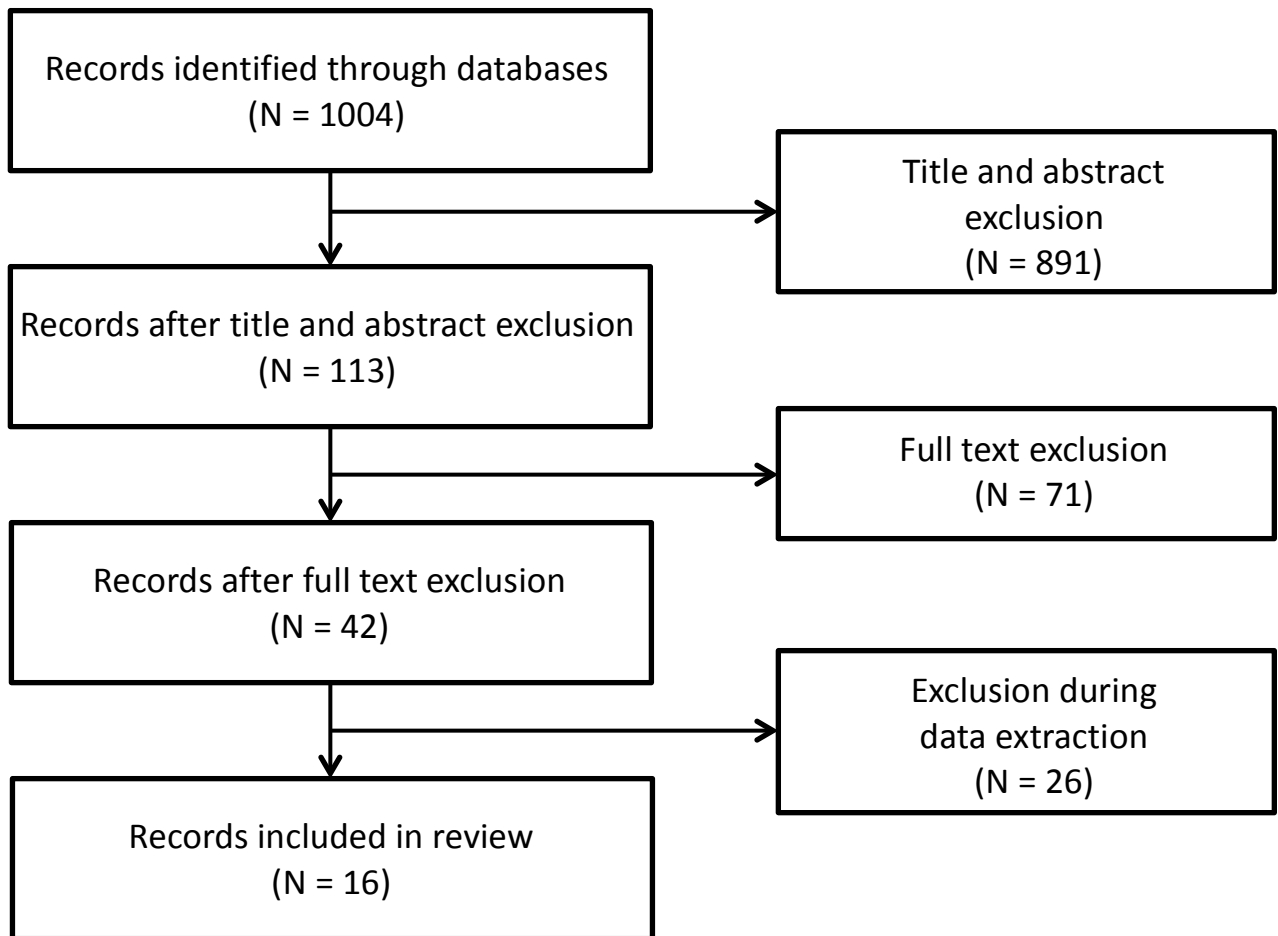 Records identified through databases
(N = 1004)
Title and abstract
exclusion
(N = 891)
Records after title and abstract exclusion
(N = 113)
Full text exclusion
(N = 71)
Records after full text exclusion
(N = 42)
Exclusion during
data extraction
(N = 26)
Records included in review
(N = 16)